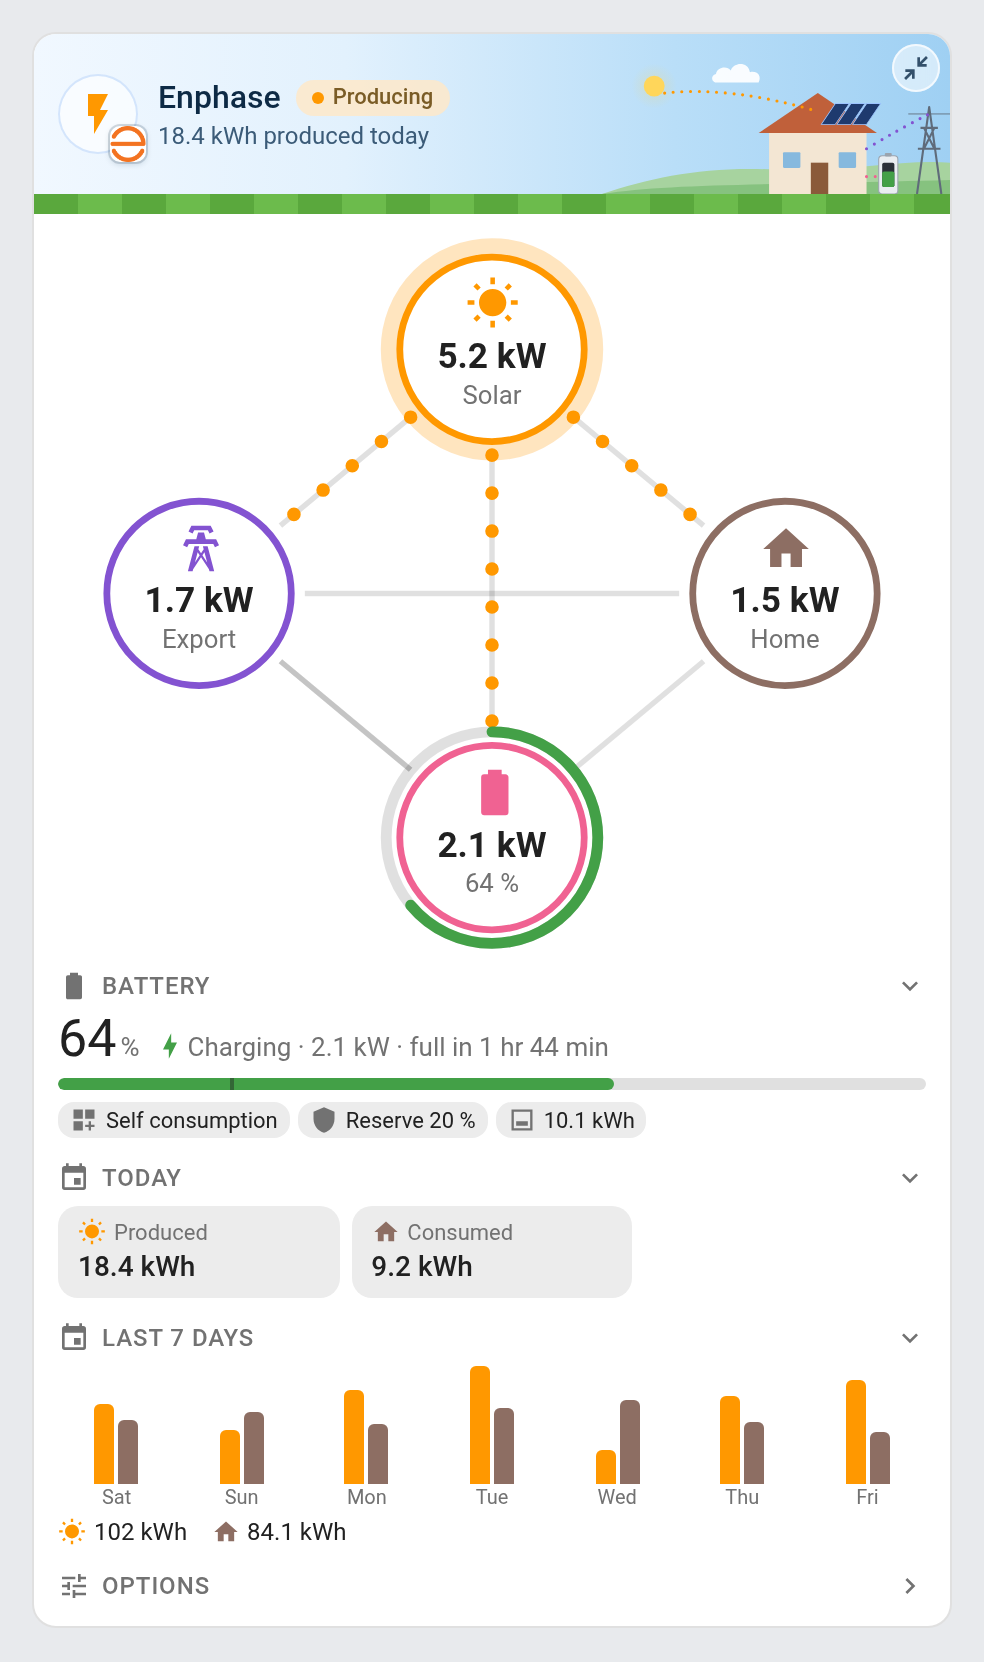 Enphase
Producing
18.4 kWh produced today
5.2 kW
Solar
1.7 kW
Export
1.5 kW
Home
2.1 kW
64 %
BATTERY
64 %
Charging · 2.1 kW · full in 1 hr 44 min
Self consumption
Reserve 20 %
10.1 kWh
TODAY
Produced
18.4 kWh
Consumed
9.2 kWh
LAST 7 DAYS
Sat Sun Mon Tue Wed Thu Fri
102 kWh 84.1 kWh
OPTIONS